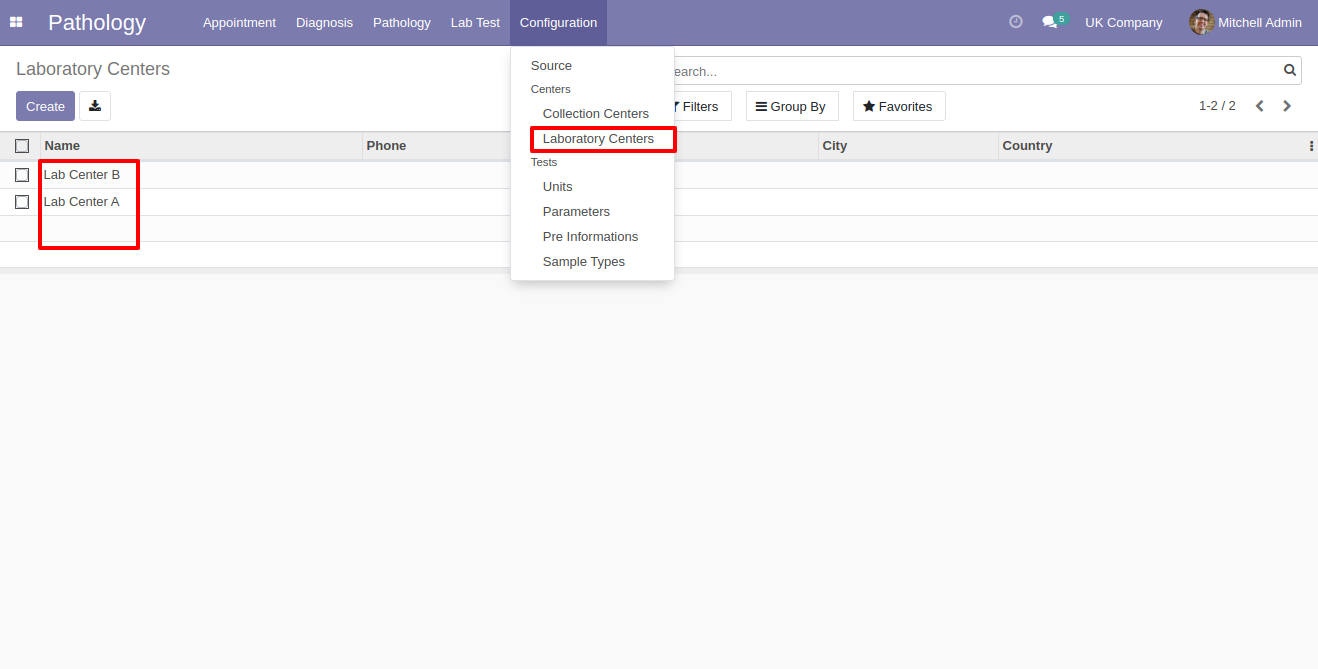 Pathology Appointment Diagnosis Pathology Lab Test Configuration 5 UK Company Mitchell Admin
Laboratory Centers
earch...
Create
Filters Group By Favorites 1-2 / 2
Source
Centers
Collection Centers
Laboratory Centers
Tests
Units
Parameters
Pre Informations
Sample Types
Name Phone City Country
Lab Center B
Lab Center A